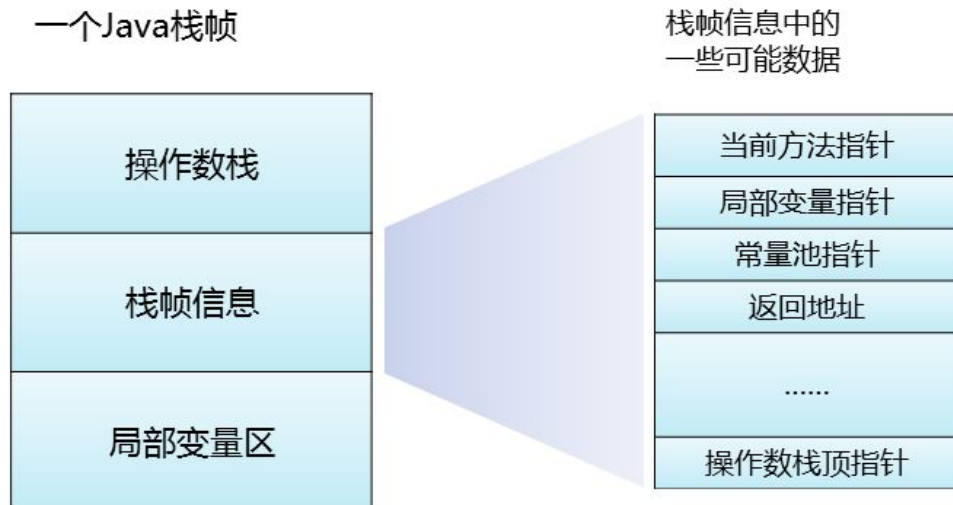 一个Java栈帧
操作数栈
栈帧信息
局部变量区
栈帧信息中的
一些可能数据
当前方法指针
局部变量指针
常量池指针
返回地址
......
操作数栈顶指针